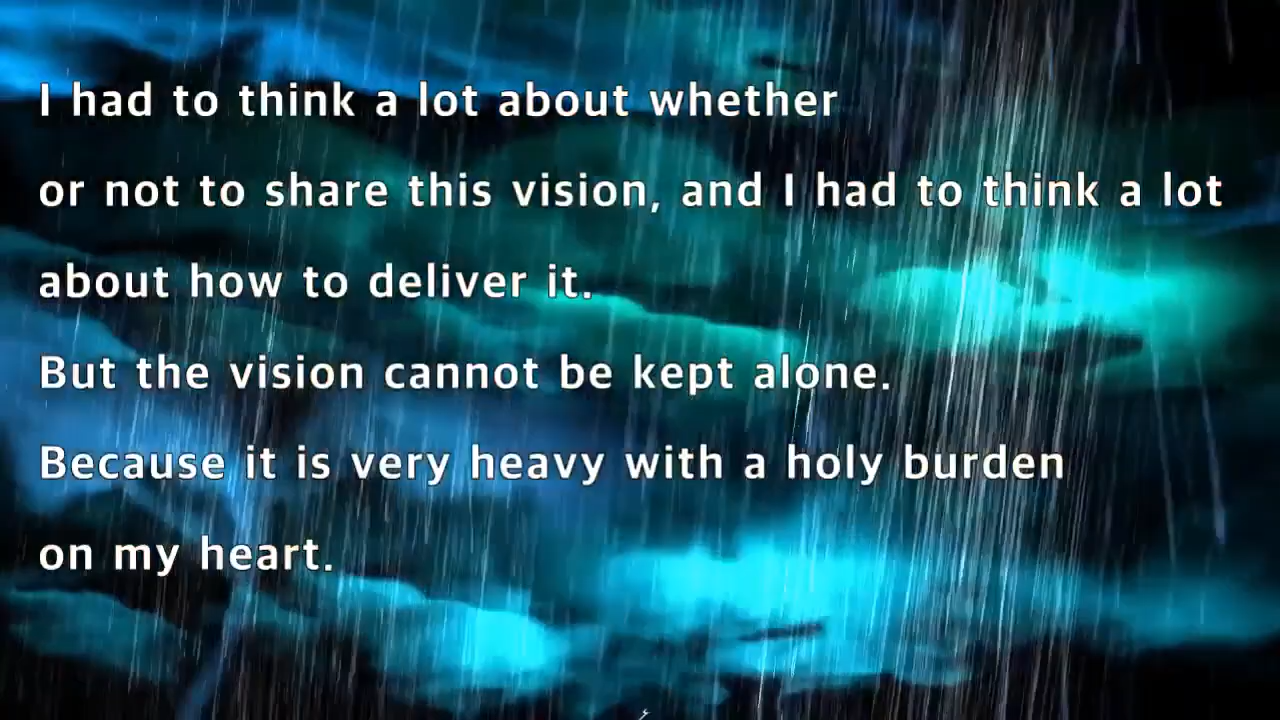 I had to think a lot about whether
or not to share this vision, and I had to think a lot
about how to deliver it.
But the vision cannot be kept alone.
Because it is very heavy with a holy burden
on my heart.